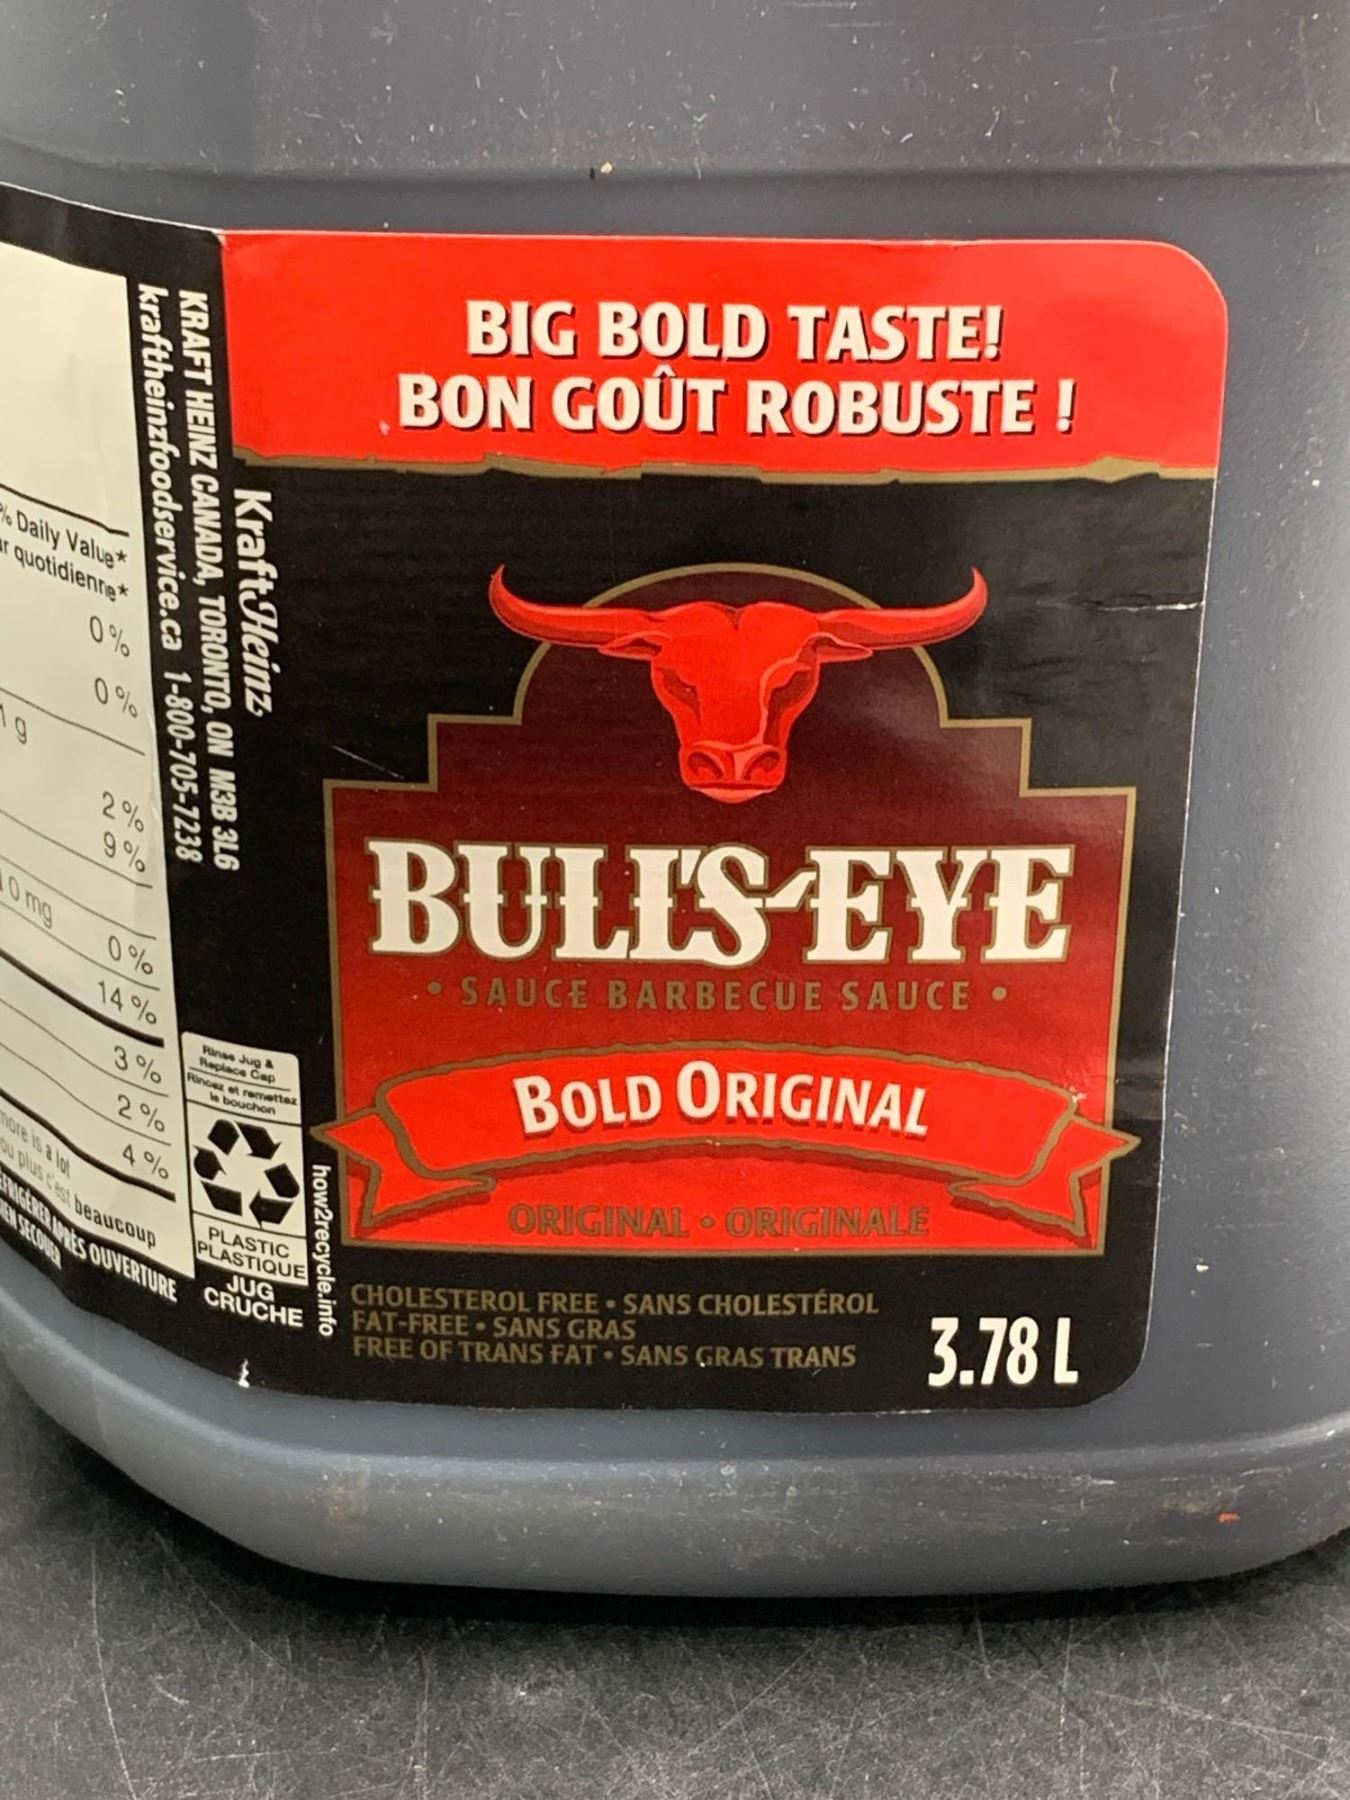 BIG BOLD TASTE!
BON GOÛT ROBUSTE !
BULL'S-EYE
• SAUCE BARBECUE SAUCE •
BOLD ORIGINAL
ORIGINAL • ORIGINALE
CHOLESTEROL FREE • SANS CHOLESTÉROL
FAT-FREE • SANS GRAS
FREE OF TRANS FAT • SANS GRAS TRANS
3.78 L
KraftHeinz
KRAFT HEINZ CANADA, TORONTO, ON M3B 3L6
kraftheinzfoodservice.ca 1-800-705-7238
Rinse Jug &
Replace Cap
Rincez et remettez
le bouchon
PLASTIC
PLASTIQUE
JUG
CRUCHE
how2recycle.info
% Daily Value*
quotidienne*
0 %
0 %
1 g
2 %
9 %
0 mg
0 %
14 %
3 %
2 %
4 %
more is a lot
ou plus c'est beaucoup
APRÈS OUVERTURE
SECOUER